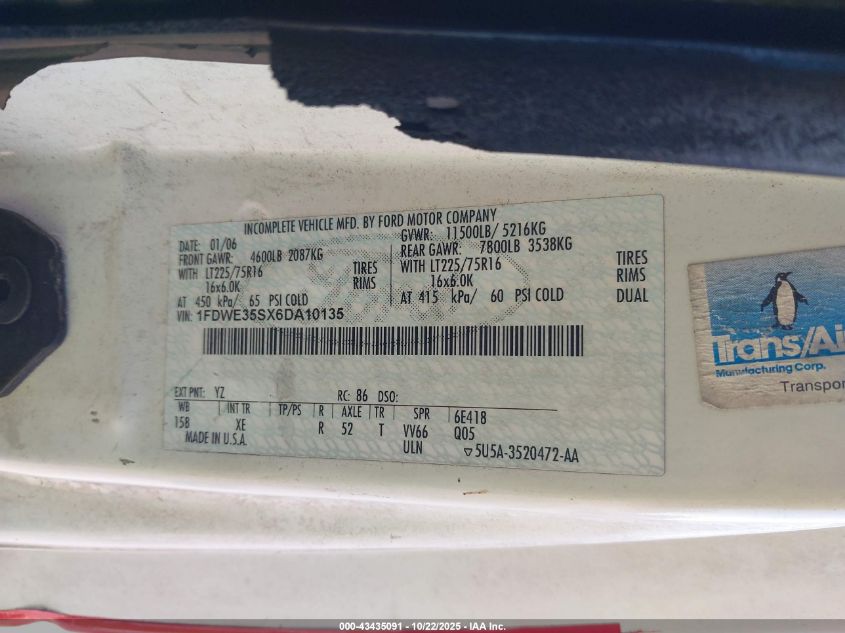 INCOMPLETE VEHICLE MFD. BY FORD MOTOR COMPANY
DATE: 01/06 GVWR: 11500LB/ 5216KG
FRONT GAWR: 4600LB 2087KG REAR GAWR: 7800LB 3538KG
WITH LT225/75R16 TIRES WITH LT225/75R16 TIRES
16x6.0K RIMS 16x6.0K RIMS
AT 450 kPa/ 65 PSI COLD AT 415 kPa/ 60 PSI COLD DUAL
VIN: 1FDWE35SX6DA10135
EXT PNT: YZ RC: 86 DSO:
WB INT TR TP/PS R AXLE TR SPR 6E418
158 XE R 52 T VV66 Q05
MADE IN U.S.A. ULN ▽5U5A-3520472-AA
Trans/Ai
Manufacturing Corp.
Transpor
000-43435091 - 10/22/2025 - IAA Inc.